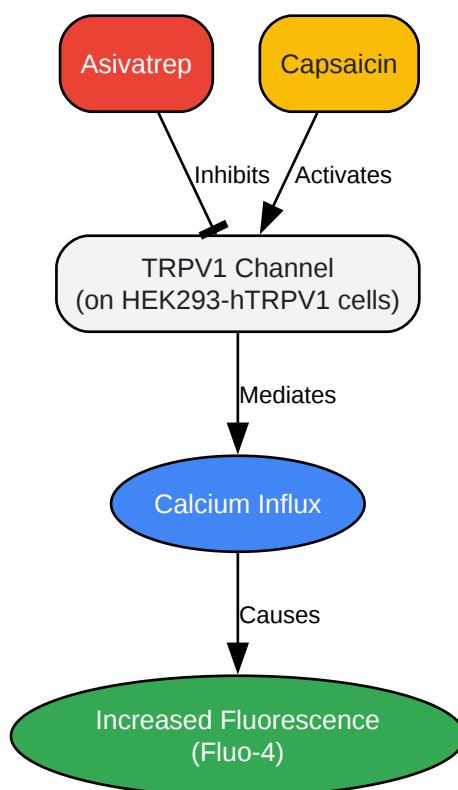 Asivatrep
Capsaicin
Inhibits
Activates
TRPV1 Channel
(on HEK293-hTRPV1 cells)
Mediates
Calcium Influx
Causes
Increased Fluorescence
(Fluo-4)